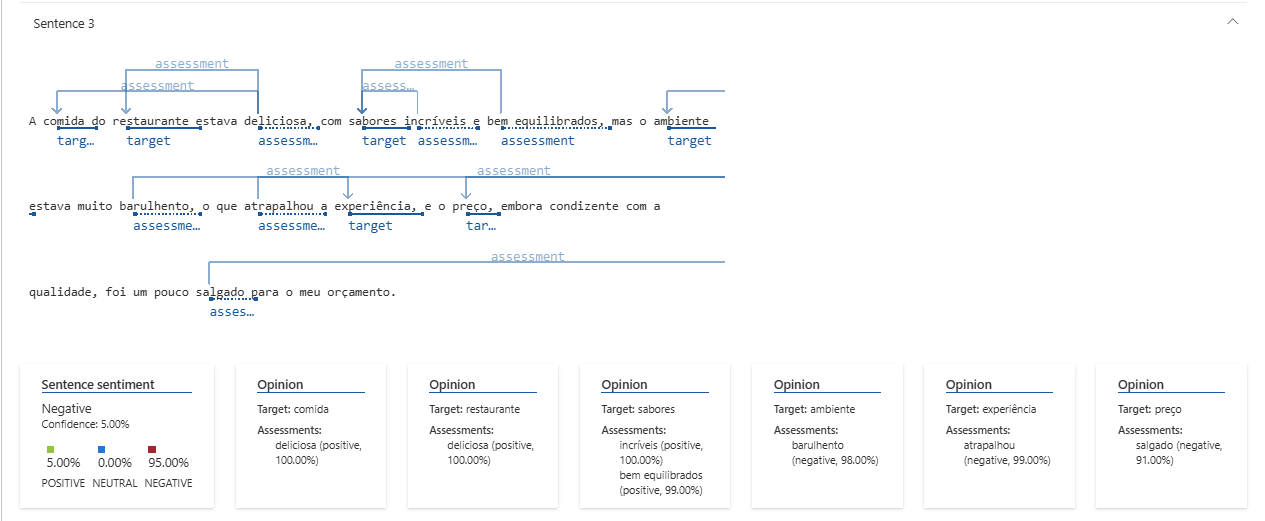 Sentence 3
assessment assessment
assessment assess…
A comida do restaurante estava deliciosa, com sabores incríveis e bem equilibrados, mas o ambiente
targ… target assessm… target assessm… assessment target
assessment assessment
estava muito barulhento, o que atrapalhou a experiência, e o preço, embora condizente com a
assessme… assessme… target tar…
assessment
qualidade, foi um pouco salgado para o meu orçamento.
asses…
Sentence sentiment
Negative
Confidence: 5.00%
5.00% 0.00% 95.00%
POSITIVE NEUTRAL NEGATIVE
Opinion
Target: comida
Assessments:
deliciosa (positive,
100.00%)
Opinion
Target: restaurante
Assessments:
deliciosa (positive,
100.00%)
Opinion
Target: sabores
Assessments:
incríveis (positive,
100.00%)
bem equilibrados
(positive, 99.00%)
Opinion
Target: ambiente
Assessments:
barulhento
(negative, 98.00%)
Opinion
Target: experiência
Assessments:
atrapalhou
(negative, 99.00%)
Opinion
Target: preço
Assessments:
salgado (negative,
91.00%)